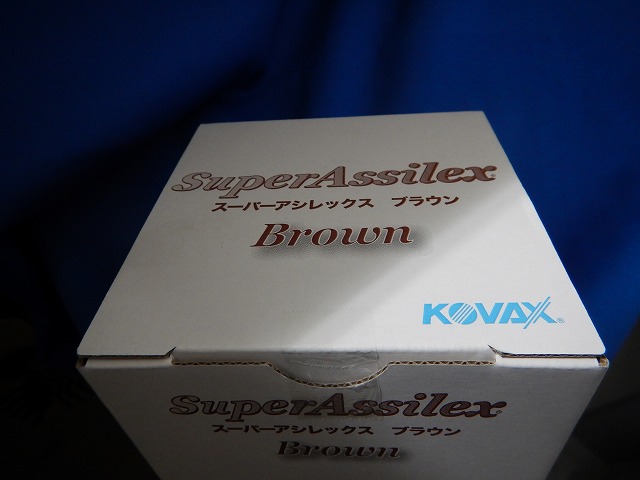 SuperAssilex
スーパーアシレックス ブラウン
Brown
KOVAX®
SuperAssilex
スーパーアシレックス ブラウン
Brown